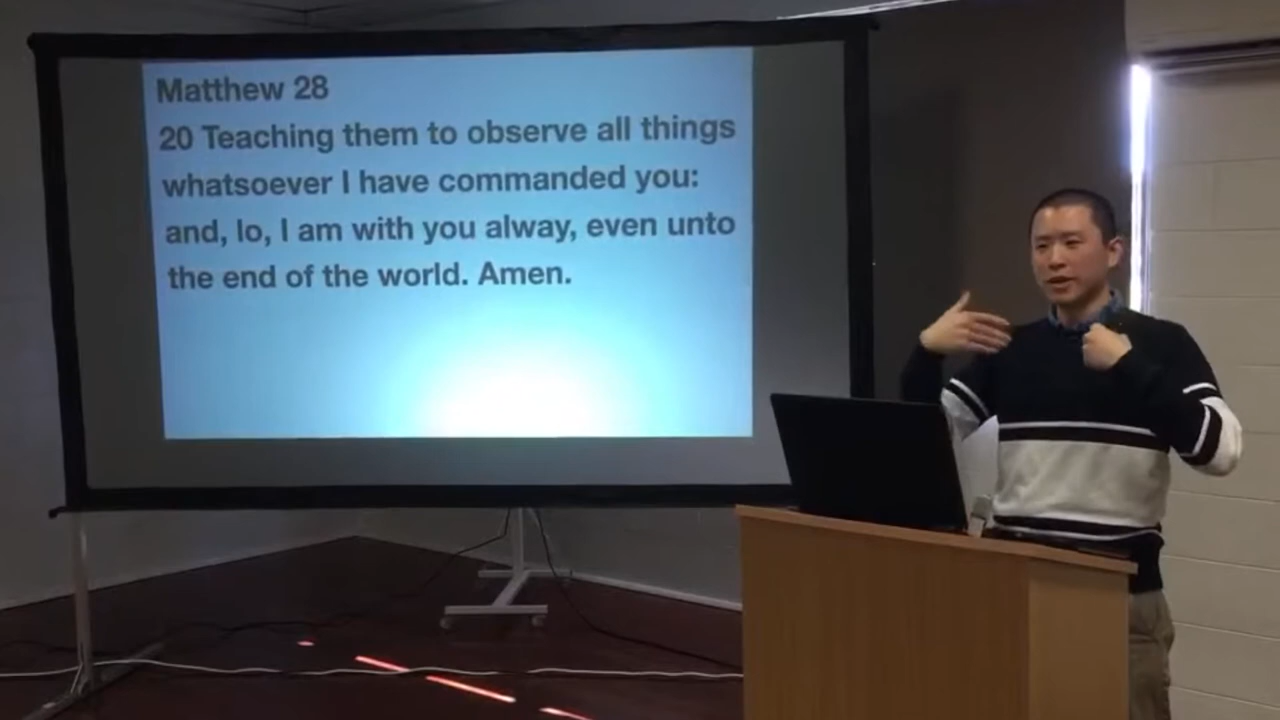 Matthew 28
20 Teaching them to observe all things
whatsoever I have commanded you:
and, lo, I am with you alway, even unto
the end of the world. Amen.